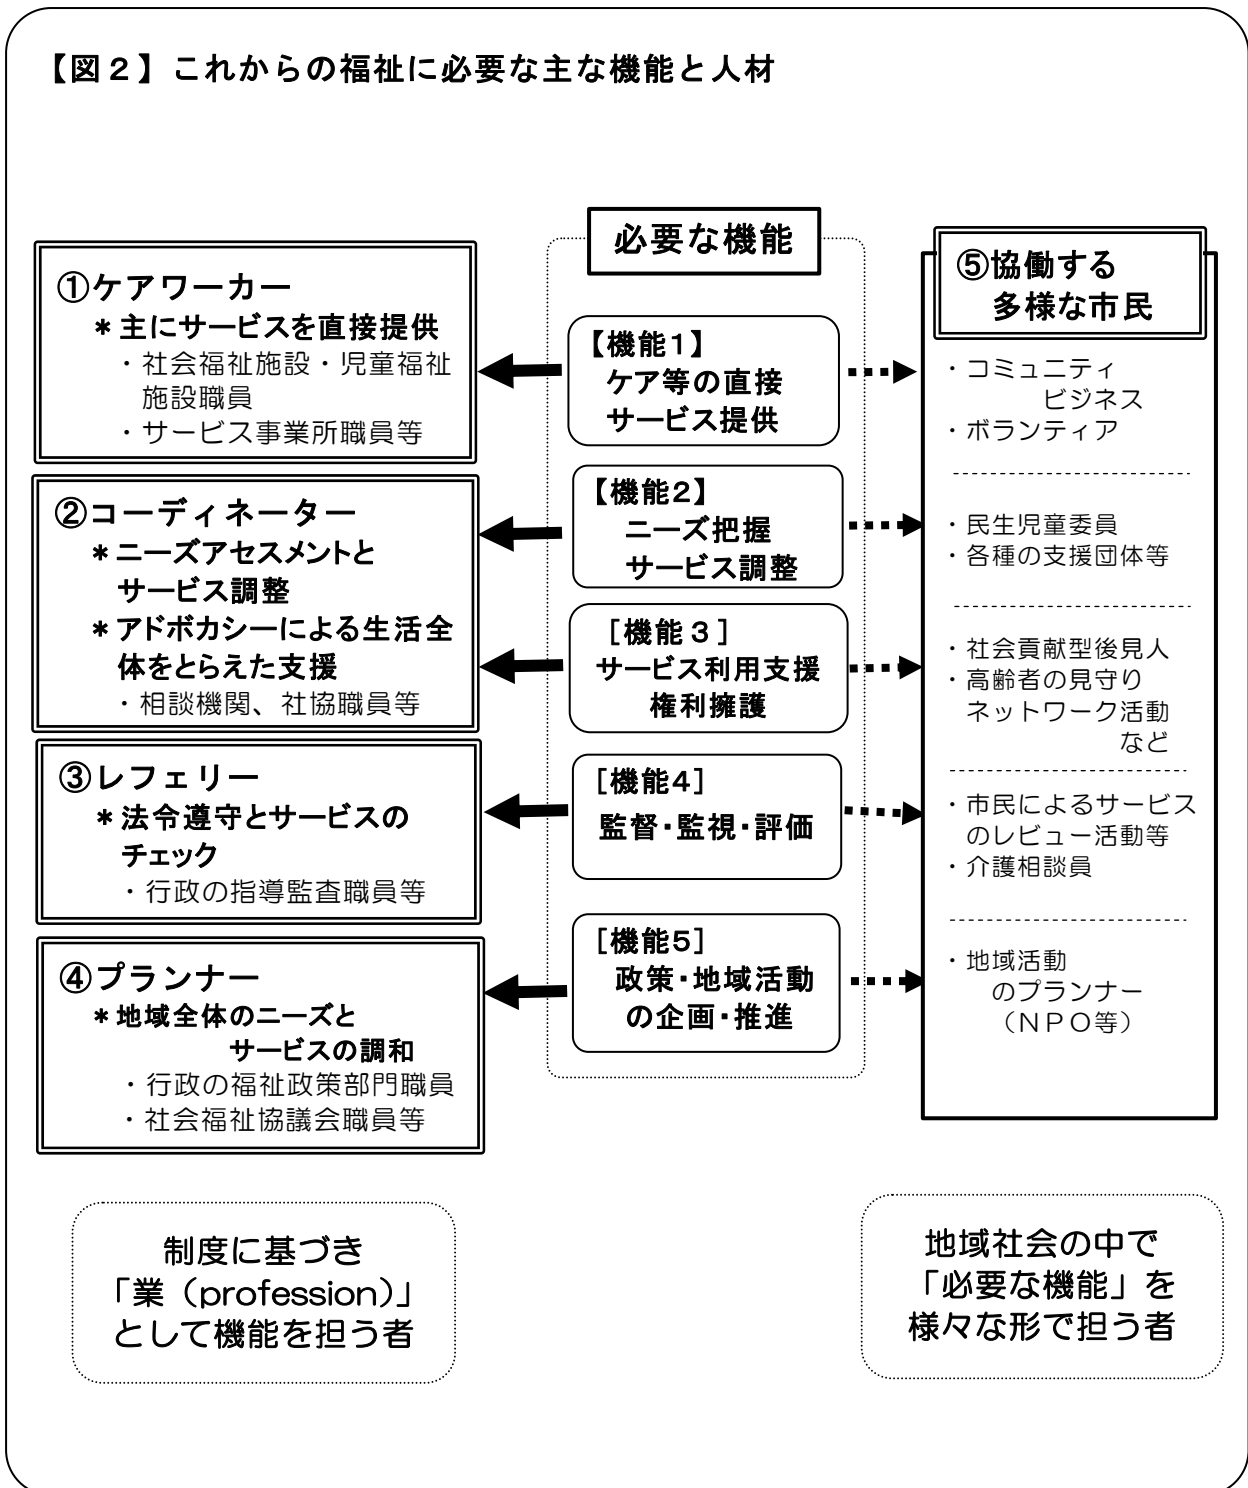 【図２】これからの福祉に必要な主な機能と人材
必要な機能
①ケアワーカー
＊主にサービスを直接提供
・社会福祉施設・児童福祉
施設職員
・サービス事業所職員等
②コーディネーター
＊ニーズアセスメントと
サービス調整
＊アドボカシーによる生活全
体をとらえた支援
・相談機関、社協職員等
③レフェリー
＊法令遵守とサービスの
チェック
・行政の指導監査職員等
④プランナー
＊地域全体のニーズと
サービスの調和
・行政の福祉政策部門職員
・社会福祉協議会職員等
【機能１】
ケア等の直接
サービス提供
【機能２】
ニーズ把握
サービス調整
［機能３］
サービス利用支援
権利擁護
［機能４］
監督・監視・評価
［機能５］
政策・地域活動
の企画・推進
⑤協働する
多様な市民
・コミュニティ
ビジネス
・ボランティア
・民生児童委員
・各種の支援団体等
・社会貢献型後見人
・高齢者の見守り
ネットワーク活動
など
・市民によるサービス
のレビュー活動等
・介護相談員
・地域活動
のプランナー
（ＮＰＯ等）
制度に基づき
「業（profession）」
として機能を担う者
地域社会の中で
「必要な機能」を
様々な形で担う者